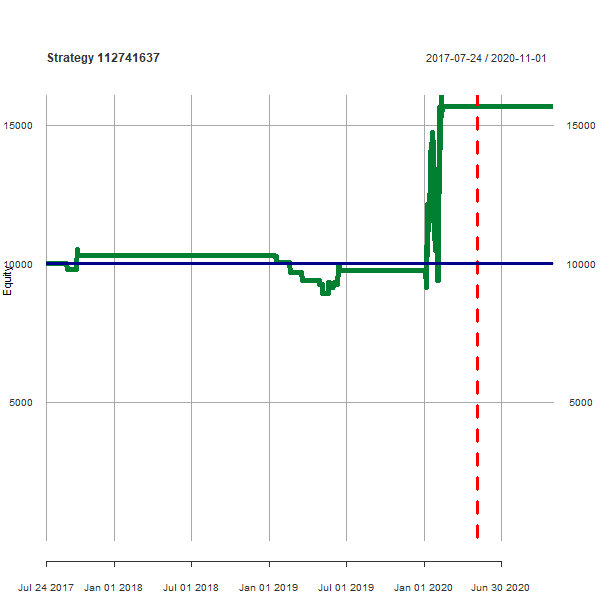 Strategy 112741637
2017-07-24 / 2020-11-01
15000
15000
10000
10000
Equity
5000
5000
Jul 24 2017
Jan 01 2018
Jul 01 2018
Jan 01 2019
Jul 01 2019
Jan 01 2020
Jun 30 2020